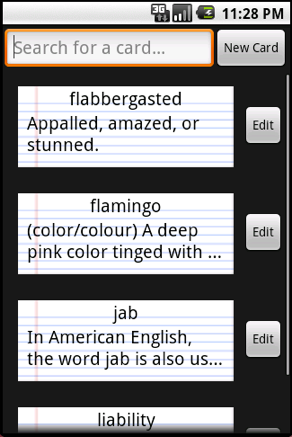 3G
11:28 PM
Search for a card...
New Card
flabbergasted
Appalled, amazed, or
stunned.
Edit
flamingo
(color/colour) A deep
pink color tinged with ...
Edit
jab
In American English,
the word jab is also us...
Edit
liability